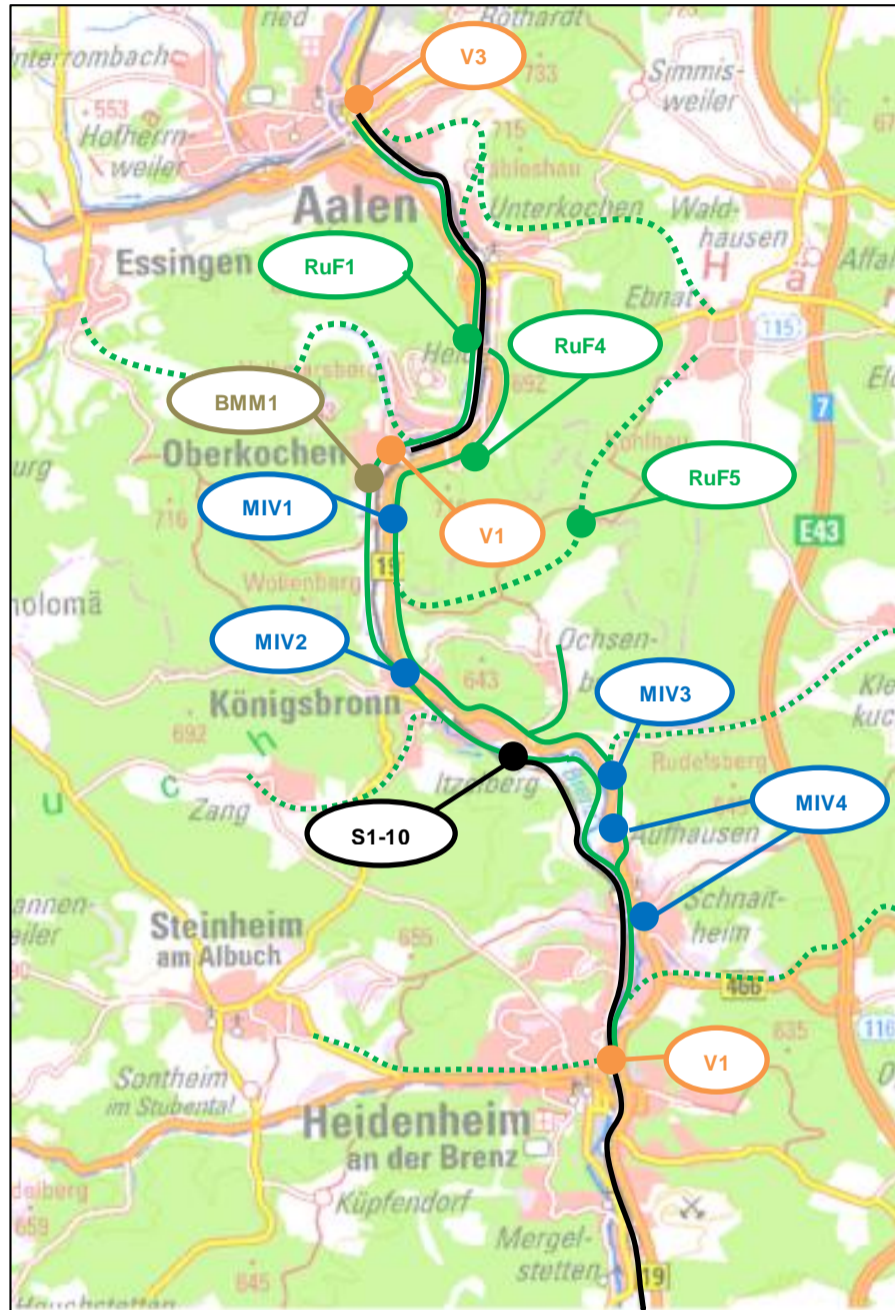 ried
Röthardt
V3
733
Simmis-
weiler
Unterrombach
553
Hofherrn-
weiler
715
Aalen
Unterkochen
Wald-
hausen
Essingen
RuF1
H
a
Ebnat
115
RuF4
692
BMM1
7
Oberkochen
RuF5
MIV1
716
V1
E43
19
Wollenberg
MIV2
Ochsen-
643
Königsbronn
MIV3
692
h
c
u
Rudelsberg
Itzelberg
Zang
MIV4
S1-10
Aufhausen
Schnait-
heim
Steinheim
am Albuch
655
466
635
116
V1
Sontheim
im Stubental
Heidenheim
an der Brenz
Küpfendorf
659
Mergel-
stetten
645
19